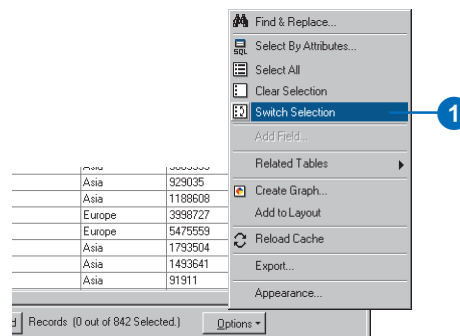 Find & Replace...
SQL
Select By Attributes...
Select All
Clear Selection
Switch Selection
1
Add Field...
Related Tables
Create Graph...
Add to Layout
Reload Cache
Export...
Appearance...
Asia
Asia 929035
Asia 1188608
Europe 3998727
Europe 5475559
Asia 1793504
Asia 1493641
Asia 91911
Records (0 out of 842 Selected.) Options